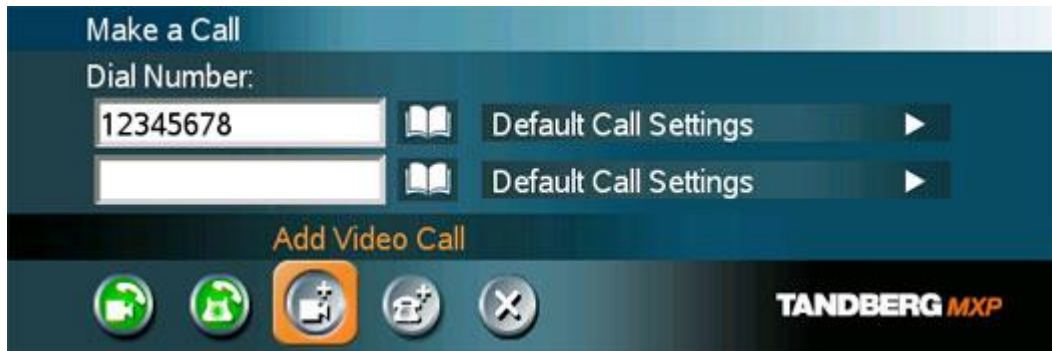 Make a Call
Dial Number:
12345678 Default Call Settings
Default Call Settings
Add Video Call
TANDBERG MXP